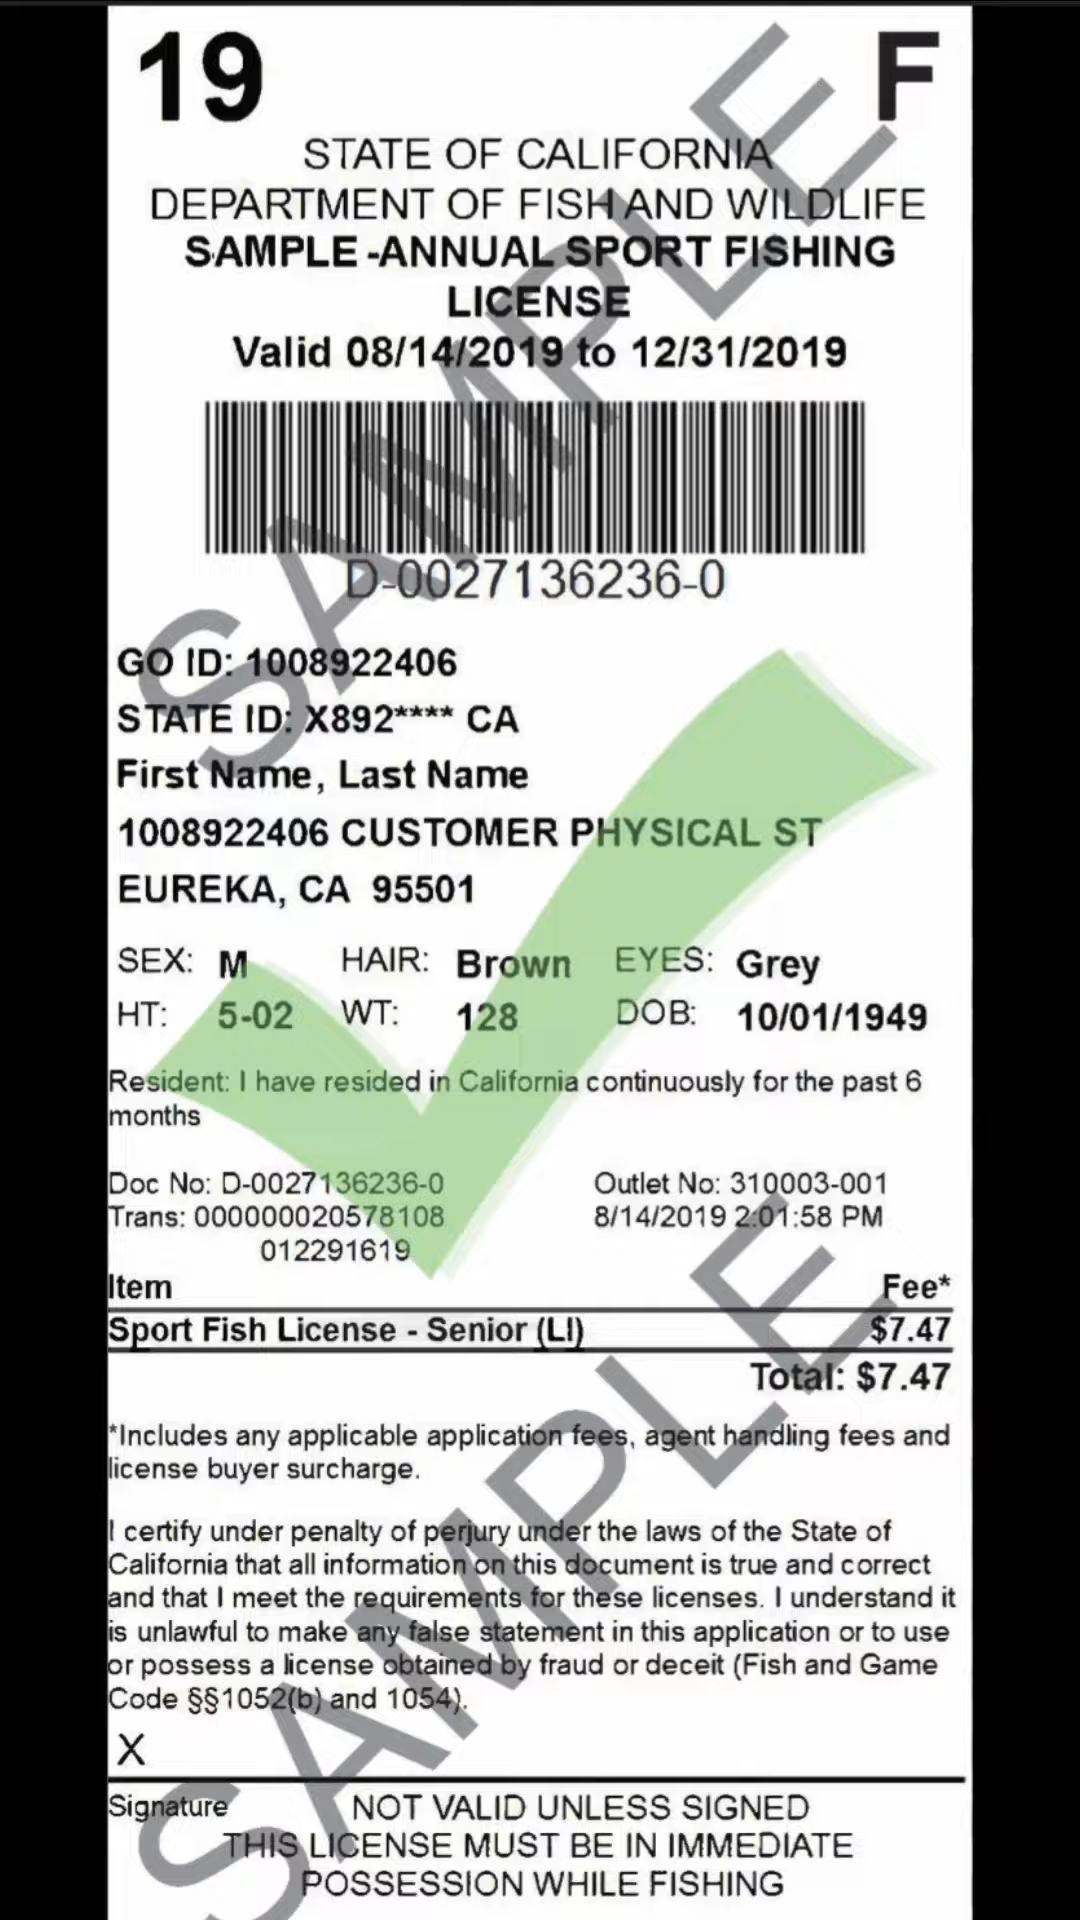 19 F
STATE OF CALIFORNIA
DEPARTMENT OF FISH AND WILDLIFE
SAMPLE -ANNUAL SPORT FISHING
LICENSE
Valid 08/14/2019 to 12/31/2019
D-0027136236-0
GO ID: 1008922406
STATE ID: X892**** CA
First Name, Last Name
1008922406 CUSTOMER PHYSICAL ST
EUREKA, CA 95501
SEX: M HAIR: Brown EYES: Grey
HT: 5-02 WT: 128 DOB: 10/01/1949
Resident: I have resided in California continuously for the past 6
months
Doc No: D-0027136236-0 Outlet No: 310003-001
Trans: 000000020578108 8/14/2019 2:01:58 PM
012291619
Item Fee*
Sport Fish License - Senior (LI) $7.47
Total: $7.47
*Includes any applicable application fees, agent handling fees and
license buyer surcharge.
I certify under penalty of perjury under the laws of the State of
California that all information on this document is true and correct
and that I meet the requirements for these licenses. I understand it
is unlawful to make any false statement in this application or to use
or possess a license obtained by fraud or deceit (Fish and Game
Code §§1052(b) and 1054).
X
Signature NOT VALID UNLESS SIGNED
THIS LICENSE MUST BE IN IMMEDIATE
POSSESSION WHILE FISHING
SAMPLE
SAMPLE